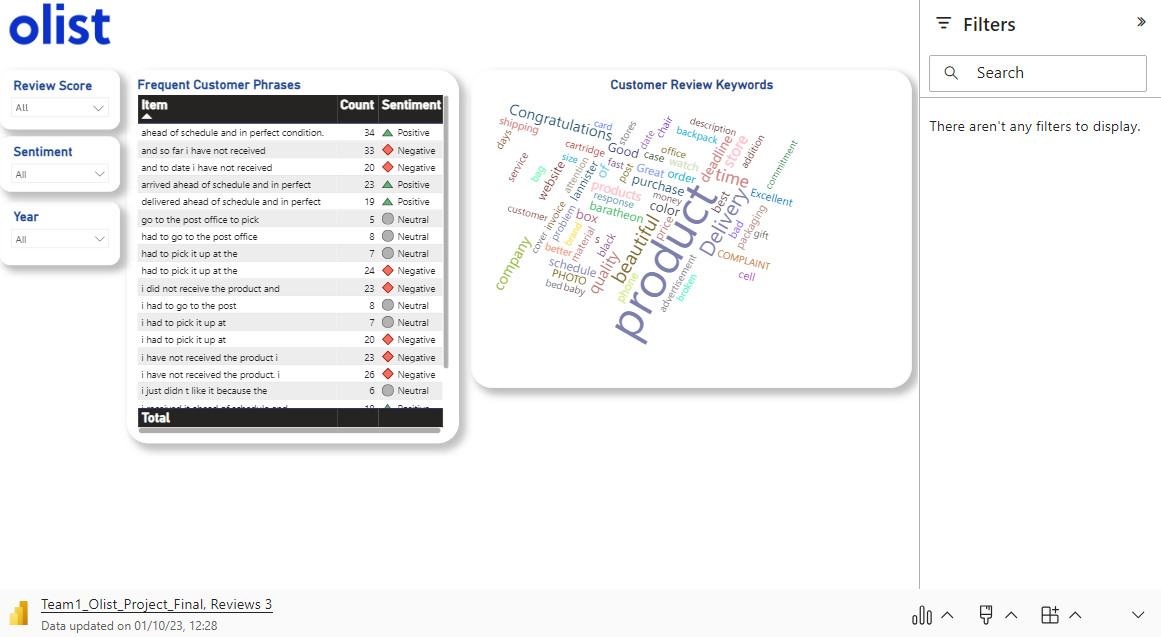 olist
Review Score
All
Sentiment
All
Year
All
Frequent Customer Phrases
Item Count Sentiment
ahead of schedule and in perfect condition. 34 Positive
and so far i have not received 33 Negative
and to date i have not received 20 Negative
arrived ahead of schedule and in perfect 23 Positive
delivered ahead of schedule and in perfect 19 Positive
go to the post office to pick 5 Neutral
had to go to the post office 8 Neutral
had to pick it up at the 7 Neutral
had to pick it up at the 24 Negative
i did not receive the product and 23 Negative
i had to go to the post 8 Neutral
i had to pick it up at 7 Neutral
i had to pick it up at 20 Negative
i have not received the product i 23 Negative
i have not received the product. i 26 Negative
i just didn t like it because the 6 Neutral
i received it ahead of schedule and 18 Positive
Total
Customer Review Keywords
Congratulations
card
shipping
days
stores
date
chair
description
backpack
addition
commitment
cartridge
Good
case
office
deadline
store
service
size
fast
watch
bag
website
attention
lannister
of
post
Great
order
time
purchase
products
response
money
best
Excellent
customer
invoice
problem
box
baratheon
color
price
product
Delivery
bad
packaging
gift
cover
brand
better
material
s
black
beautiful
COMPLAINT
cell
company
schedule
PHOTO
bed baby
quality
phone
advertisement
broken
Filters
Search
There aren't any filters to display.
Team1_Olist_Project_Final, Reviews 3
Data updated on 01/10/23, 12:28